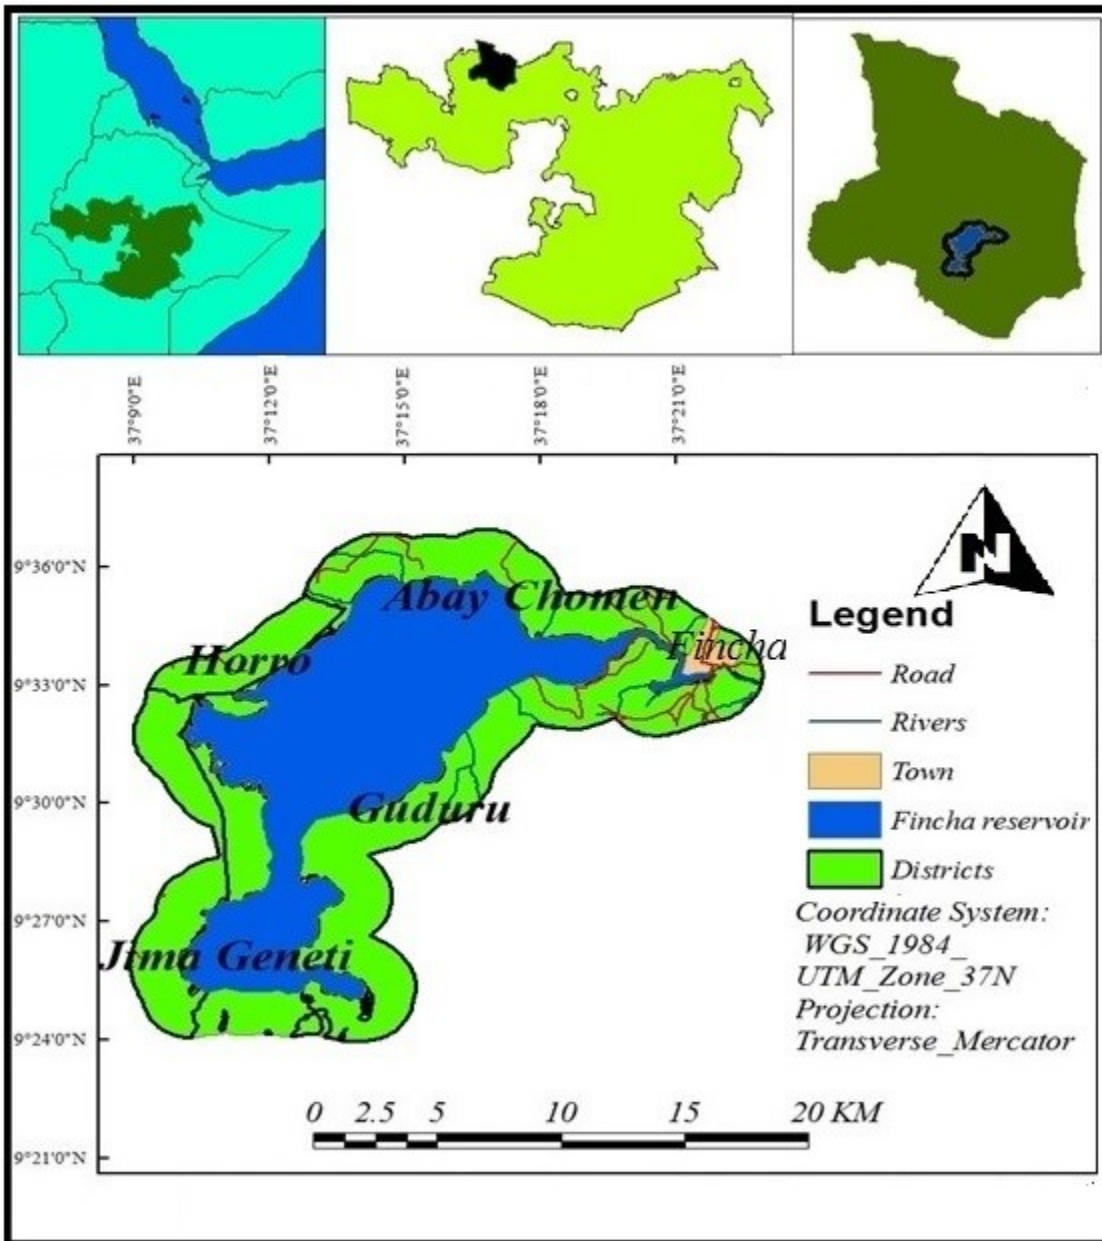 37°9'0"E
37°12'0"E
37°15'0"E
37°18'0"E
37°21'0"E
N
9°36'0"N
Abay Chomen
Legend
Horro
Fincha
Road
9°33'0"N
Rivers
Town
9°30'0"N
Guduru
Fincha reservoir
Districts
9°27'0"N
Coordinate System:
WGS_1984_
Jima Geneti
UTM_Zone_37N
Projection:
9°24'0"N
Transverse_Mercator
0 2.5 5 10 15 20 KM
9°21'0"N